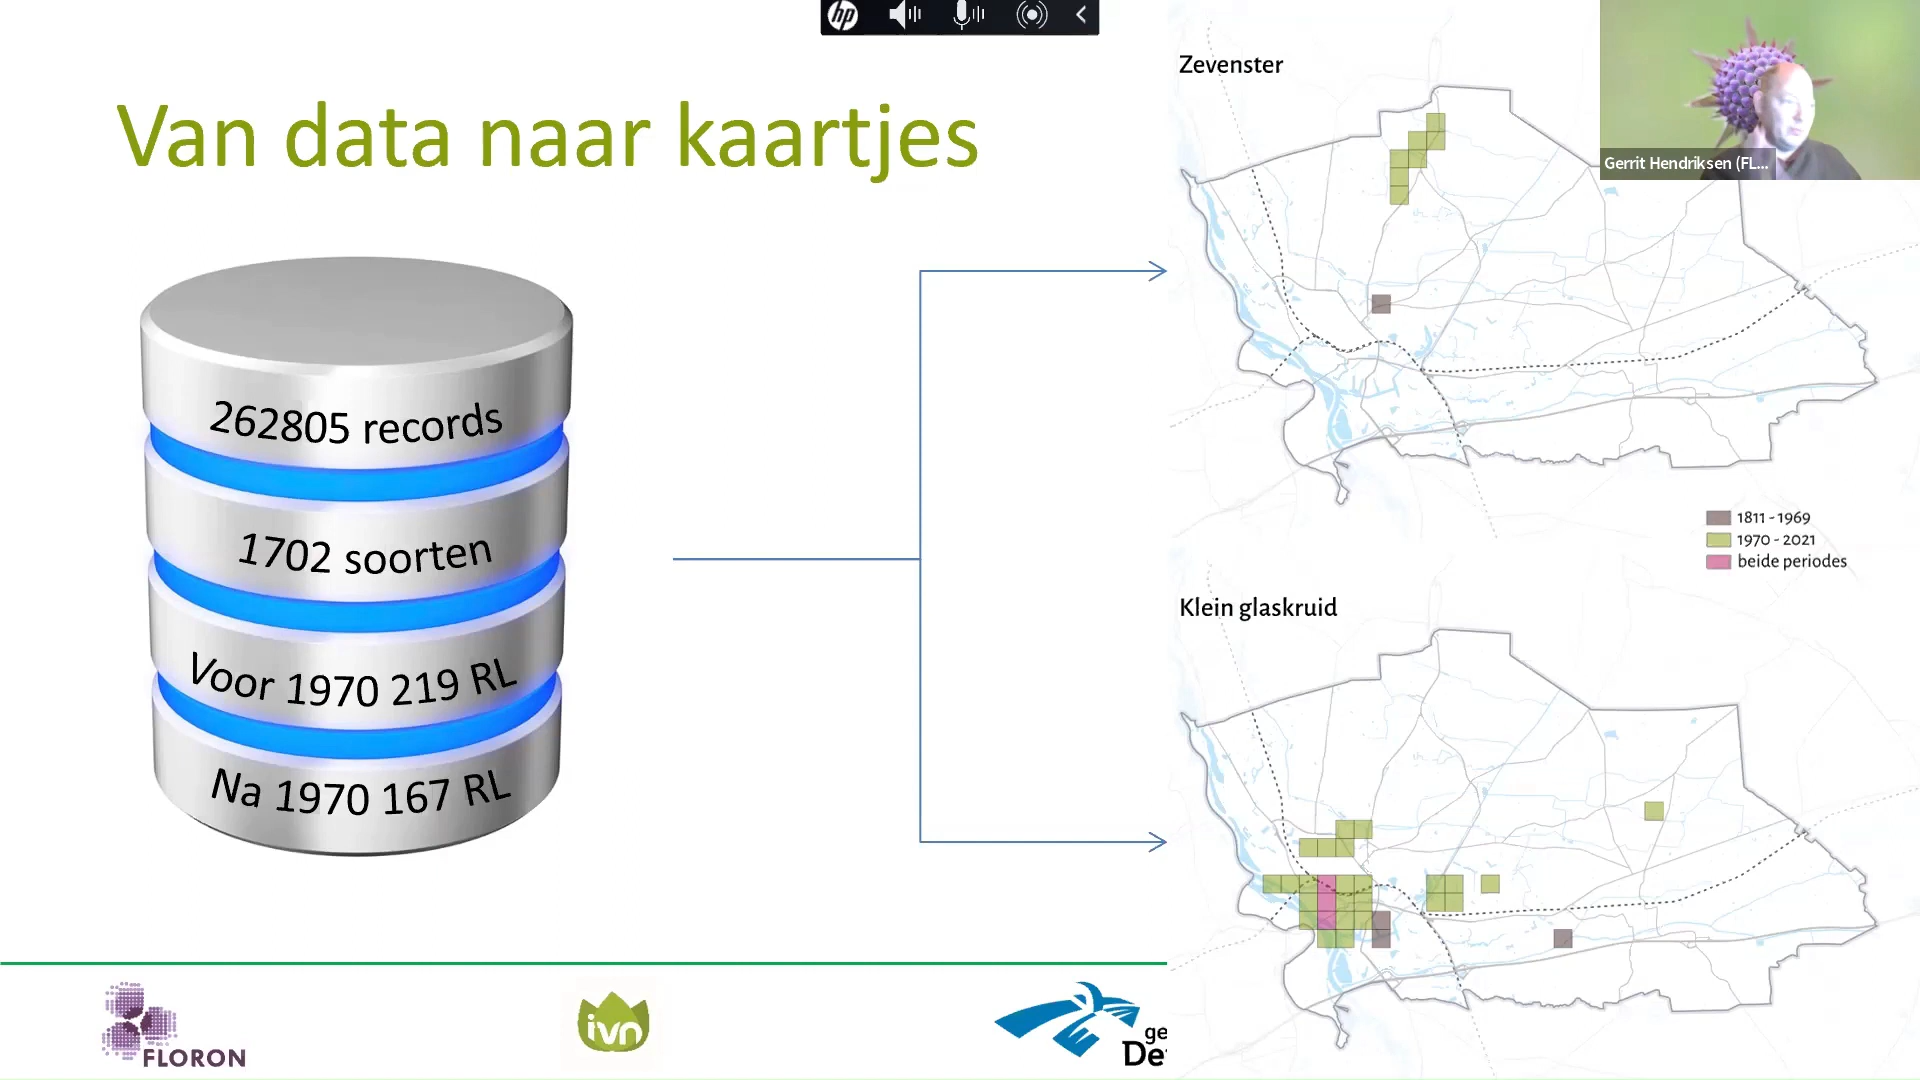 hp
Zevenster
Van data naar kaartjes
Gerrit Hendriksen (FL...
262805 records
1702 soorten
Voor 1970 219 RL
Na 1970 167 RL
1811 - 1969
1970 - 2021
beide periodes
Klein glaskruid
FLORON
ivn
ge
De